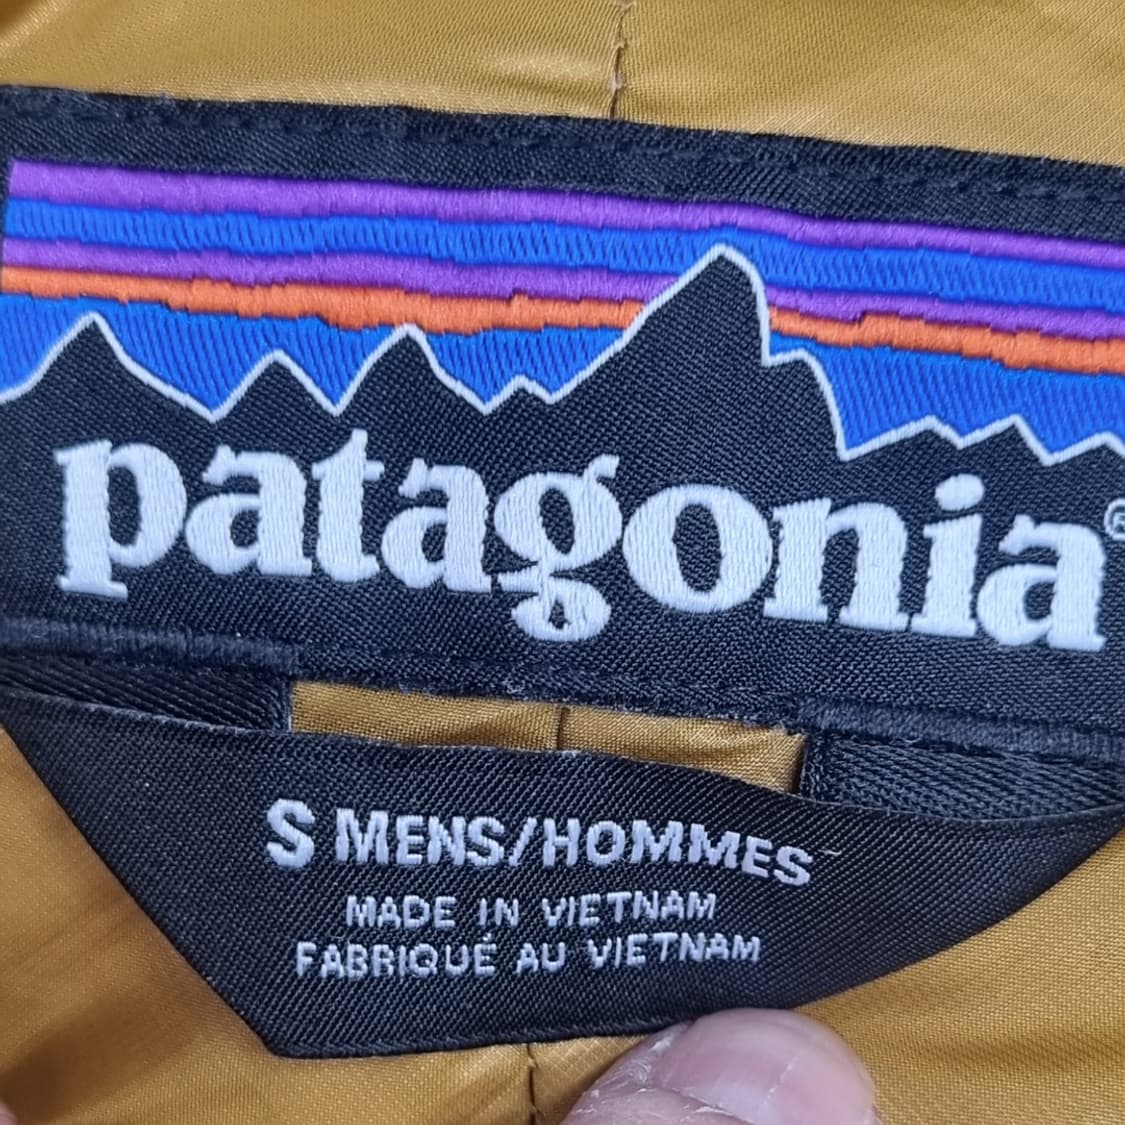 patagonia®
S MENS/HOMMES
MADE IN VIETNAM
FABRIQUÉ AU VIETNAM